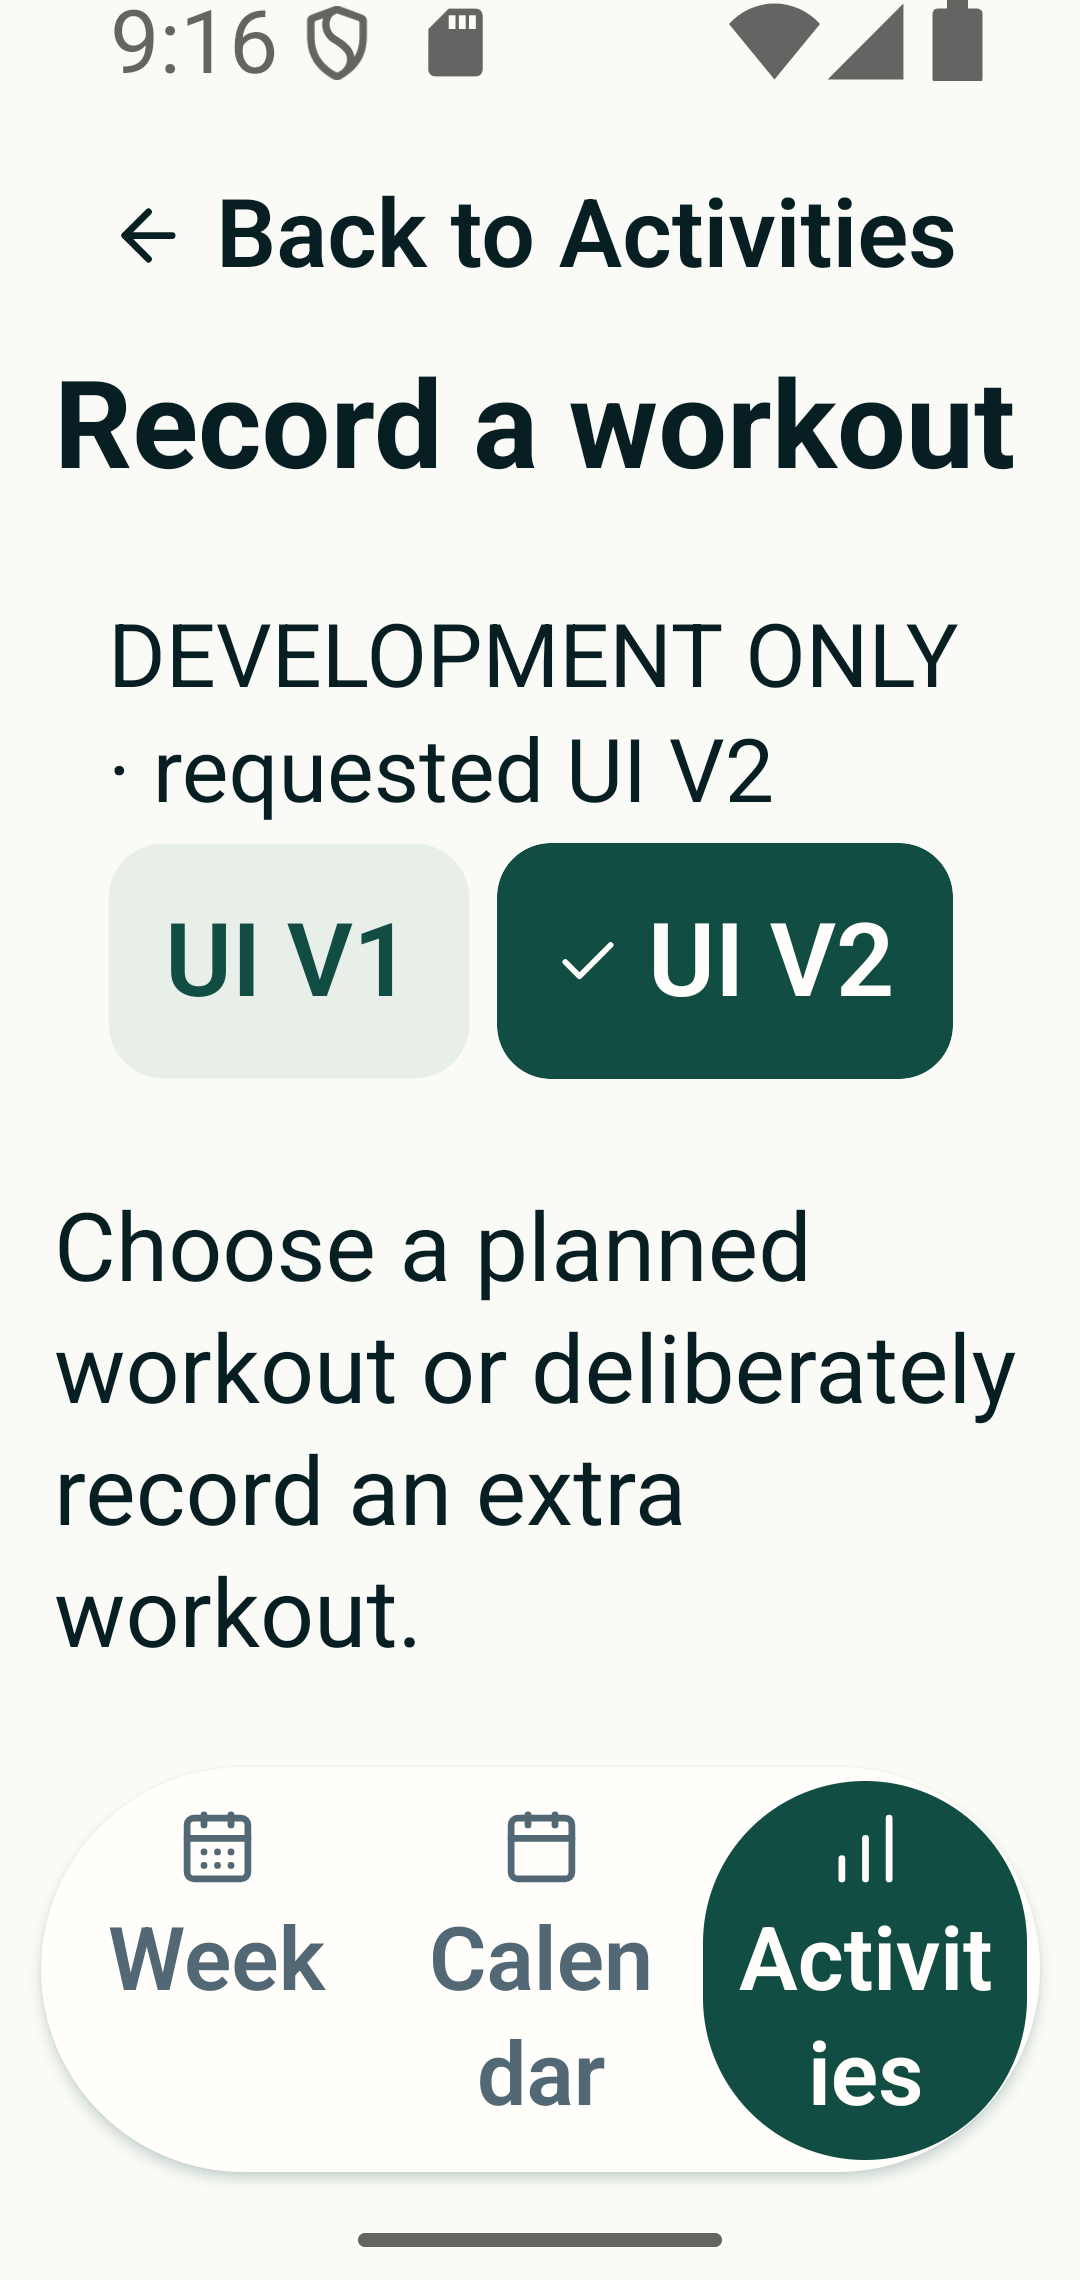 9:16
Back to Activities
Record a workout
DEVELOPMENT ONLY
· requested UI V2
UI V1
UI V2
Choose a planned
workout or deliberately
record an extra
workout.
Week
Calen
dar
Activit
ies